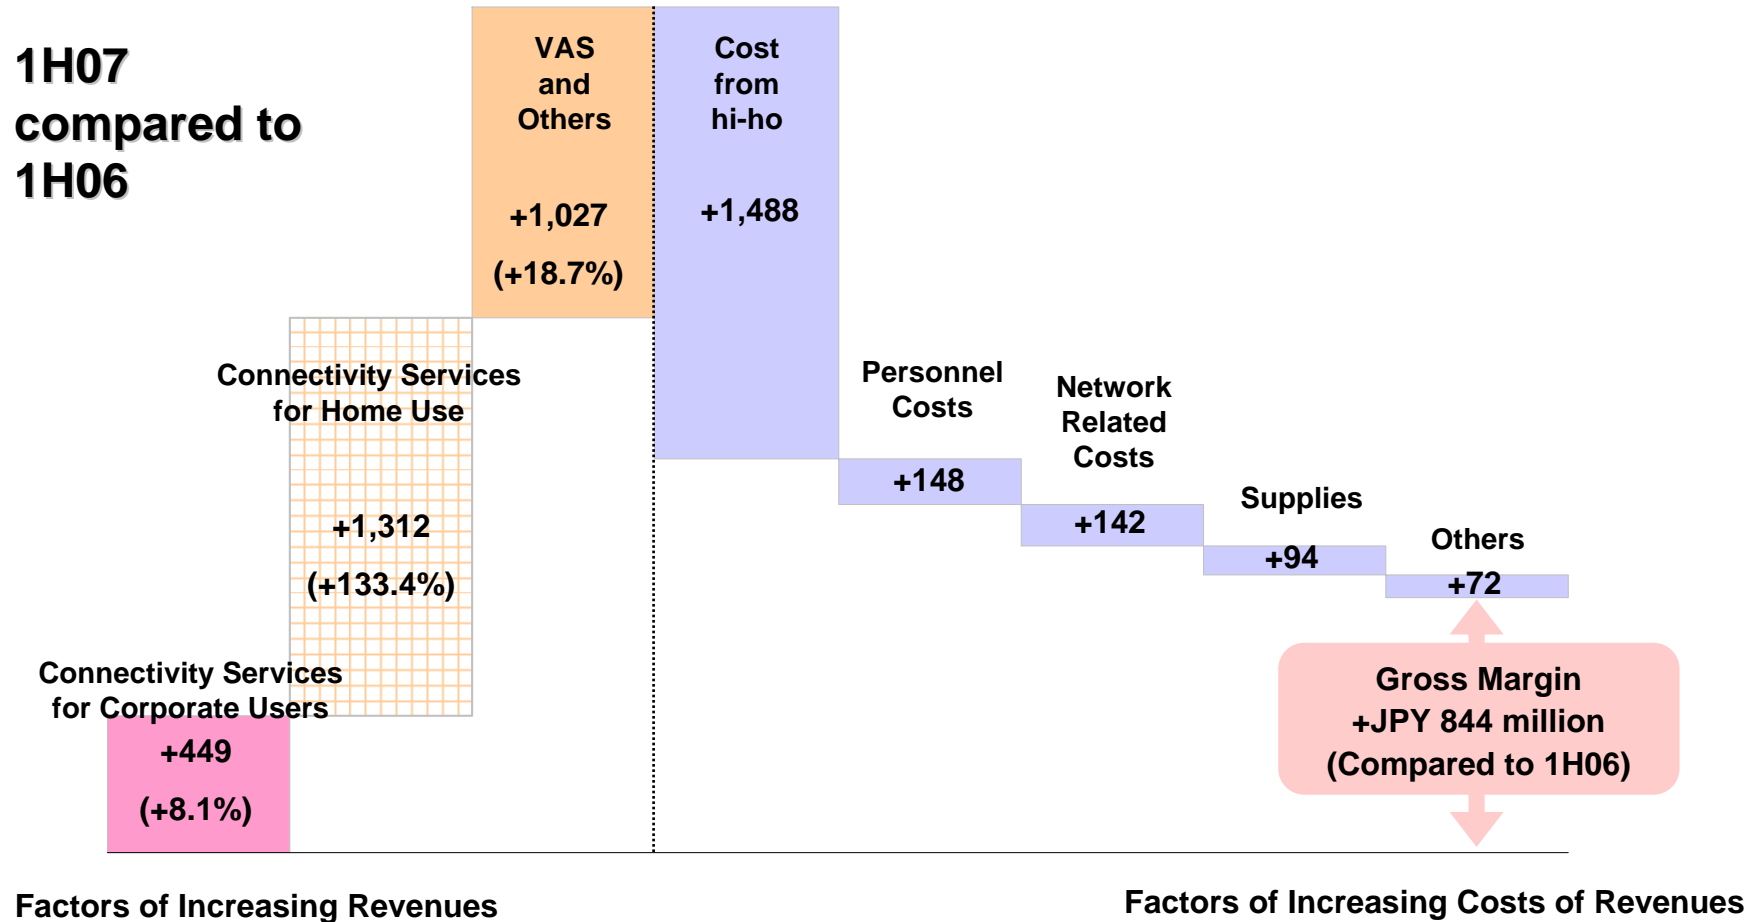 1H07
compared to
1H06
VAS
and
Others
+1,027
(+18.7%)
Cost
from
hi-ho
+1,488
Connectivity Services
for Home Use
+1,312
(+133.4%)
Connectivity Services
for Corporate Users
+449
(+8.1%)
Personnel
Costs
+148
Network
Related
Costs
+142
Supplies
+94
Others
+72
Gross Margin
+JPY 844 million
(Compared to 1H06)
Factors of Increasing Revenues
Factors of Increasing Costs of Revenues